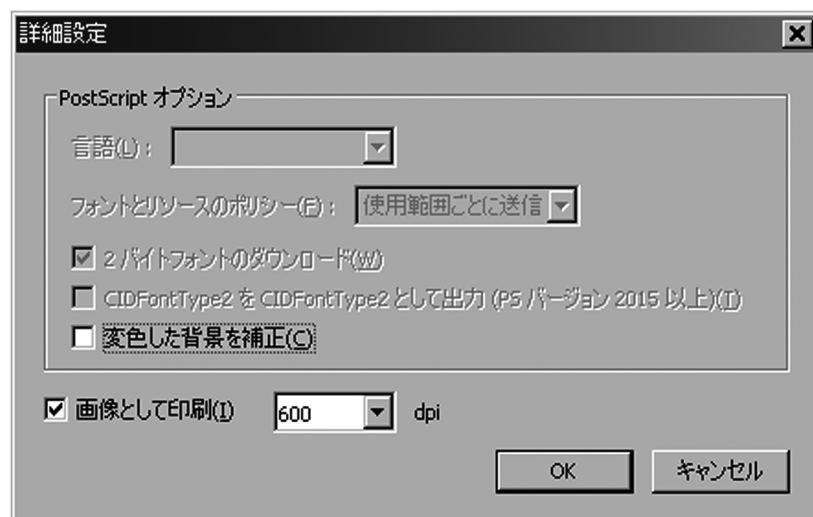 詳細設定
PostScript オプション
言語(L) :
フォントとリソースのポリシー(F) : 使用範囲ごとに送信
2 バイトフォントのダウンロード(W)
CIDFontType2 を CIDFontType2 として出力 (PS バージョン 2015 以上)(T)
変色した背景を補正(C)
画像として印刷(I) 600 dpi
OK キャンセル